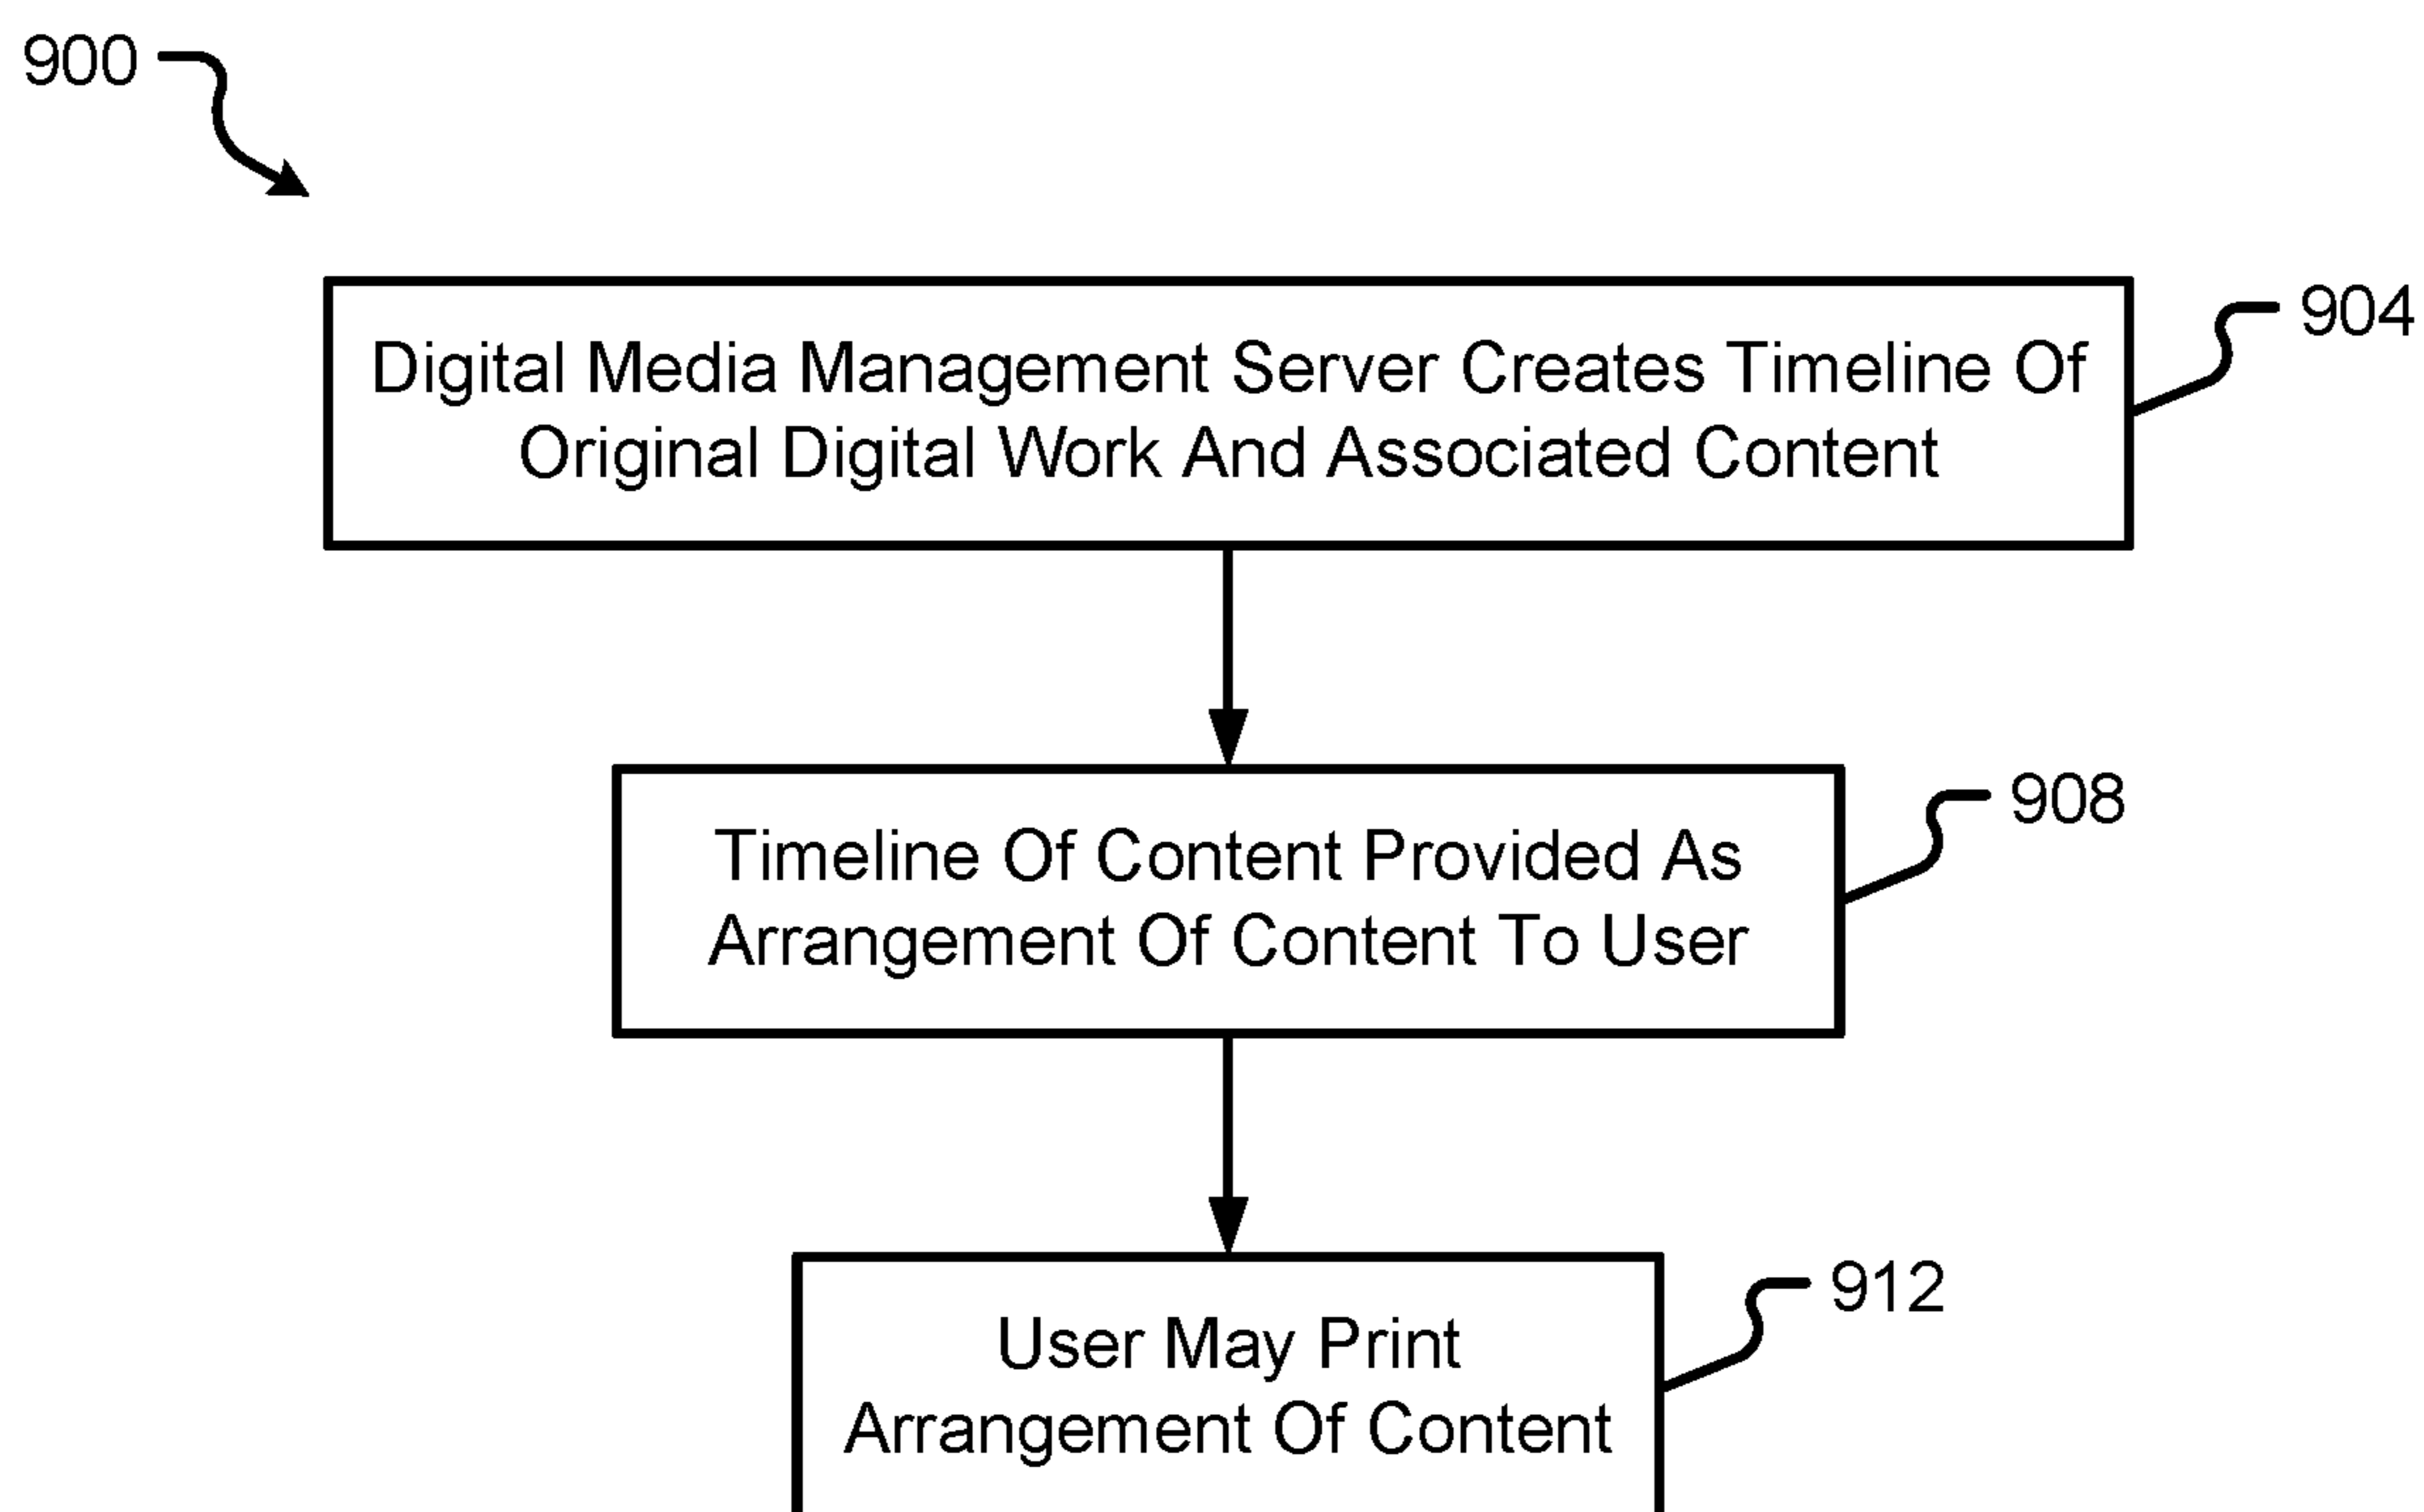 900
904
Digital Media Management Server Creates Timeline Of
Original Digital Work And Associated Content
908
Timeline Of Content Provided As
Arrangement Of Content To User
912
User May Print
Arrangement Of Content